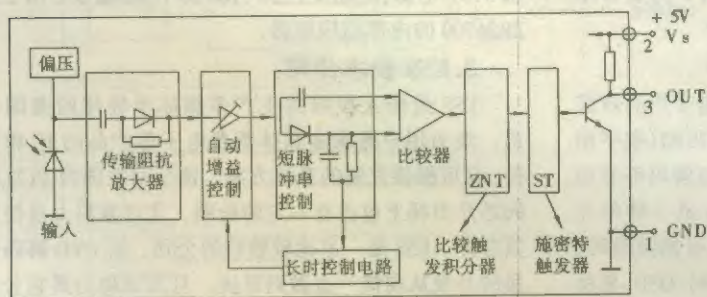 偏压
传输阻抗
放大器
输入
自动
增益
控制
短脉
冲串
控制
比较器
长时控制电路
ZNT
ST
比较触
发积分器
施密特
触发器
+ 5V
2 Vs
3 OUT
1 GND